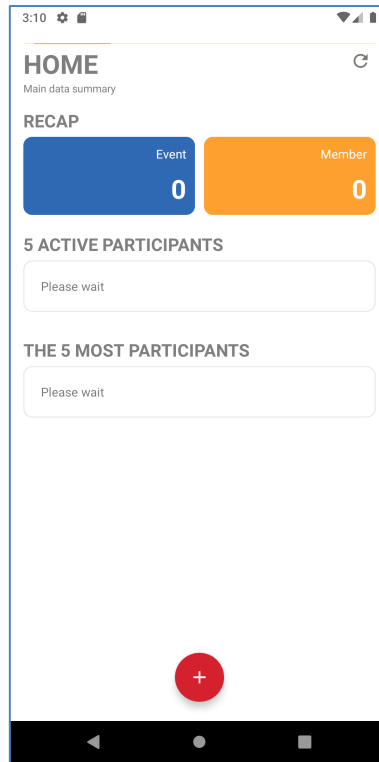 3:10
HOME
Main data summary
RECAP
Event
0
Member
0
5 ACTIVE PARTICIPANTS
Please wait
THE 5 MOST PARTICIPANTS
Please wait
+